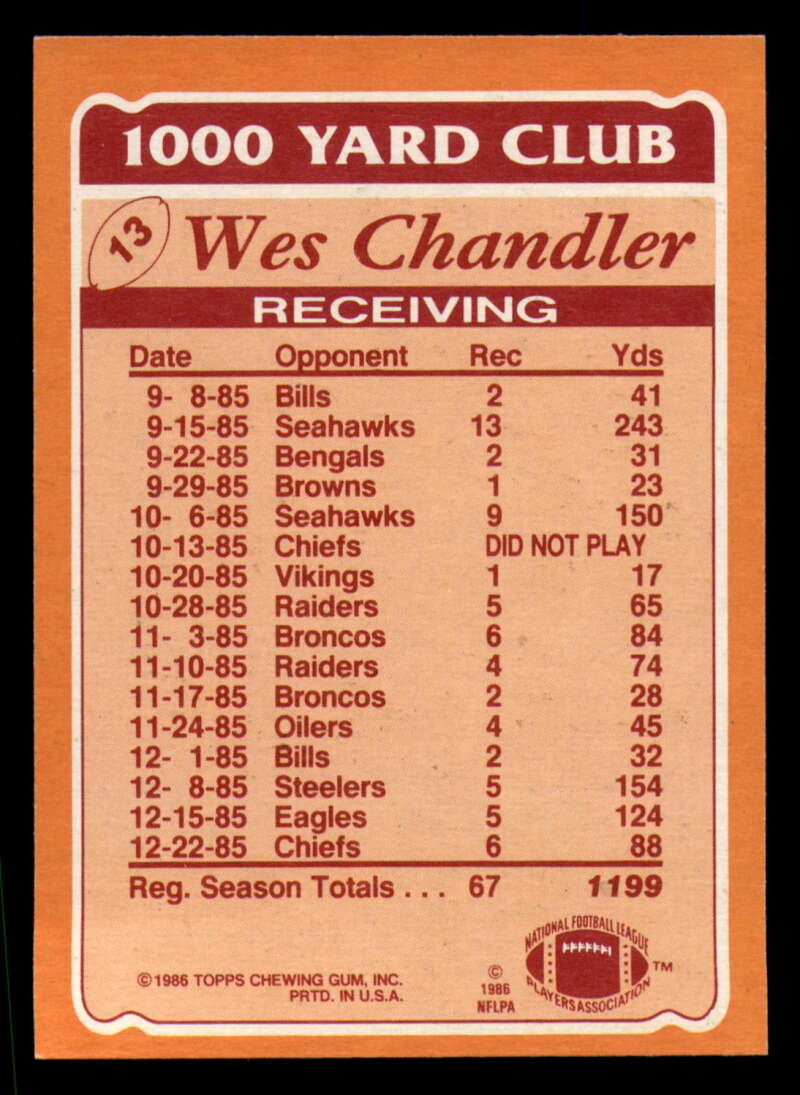 1000 YARD CLUB
13 Wes Chandler
RECEIVING
Date Opponent Rec Yds
9- 8-85 Bills 2 41
9-15-85 Seahawks 13 243
9-22-85 Bengals 2 31
9-29-85 Browns 1 23
10- 6-85 Seahawks 9 150
10-13-85 Chiefs DID NOT PLAY
10-20-85 Vikings 1 17
10-28-85 Raiders 5 65
11- 3-85 Broncos 6 84
11-10-85 Raiders 4 74
11-17-85 Broncos 2 28
11-24-85 Oilers 4 45
12- 1-85 Bills 2 32
12- 8-85 Steelers 5 154
12-15-85 Eagles 5 124
12-22-85 Chiefs 6 88
Reg. Season Totals . . . 67 1199
©1986 TOPPS CHEWING GUM, INC.
PRTD. IN U.S.A.
©
1986
NFLPA
NATIONAL FOOTBALL LEAGUE
PLAYERS ASSOCIATION
TM